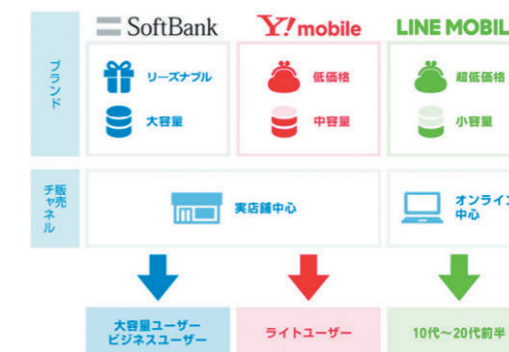 SoftBank
Y!mobile
LINE MOBIL
ブランド
リーズナブル
大容量
低価格
中容量
超低価格
小容量
販売
チャネル
実店舗中心
オンライン
中心
大容量ユーザー
ビジネスユーザー
ライトユーザー
10代～20代前半